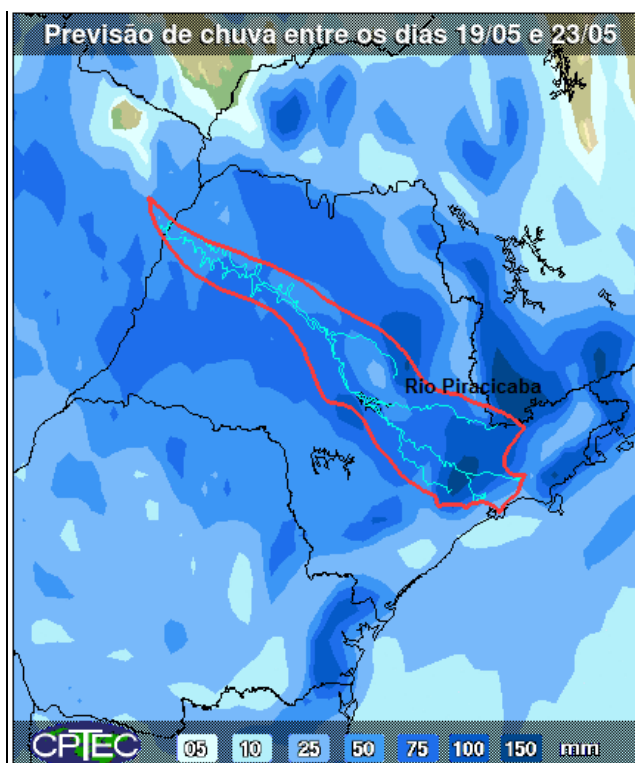 Previsão de chuva entre os dias 19/05 e 23/05
Rio Piracicaba
CPTEC 05 10 25 50 75 100 150 mm